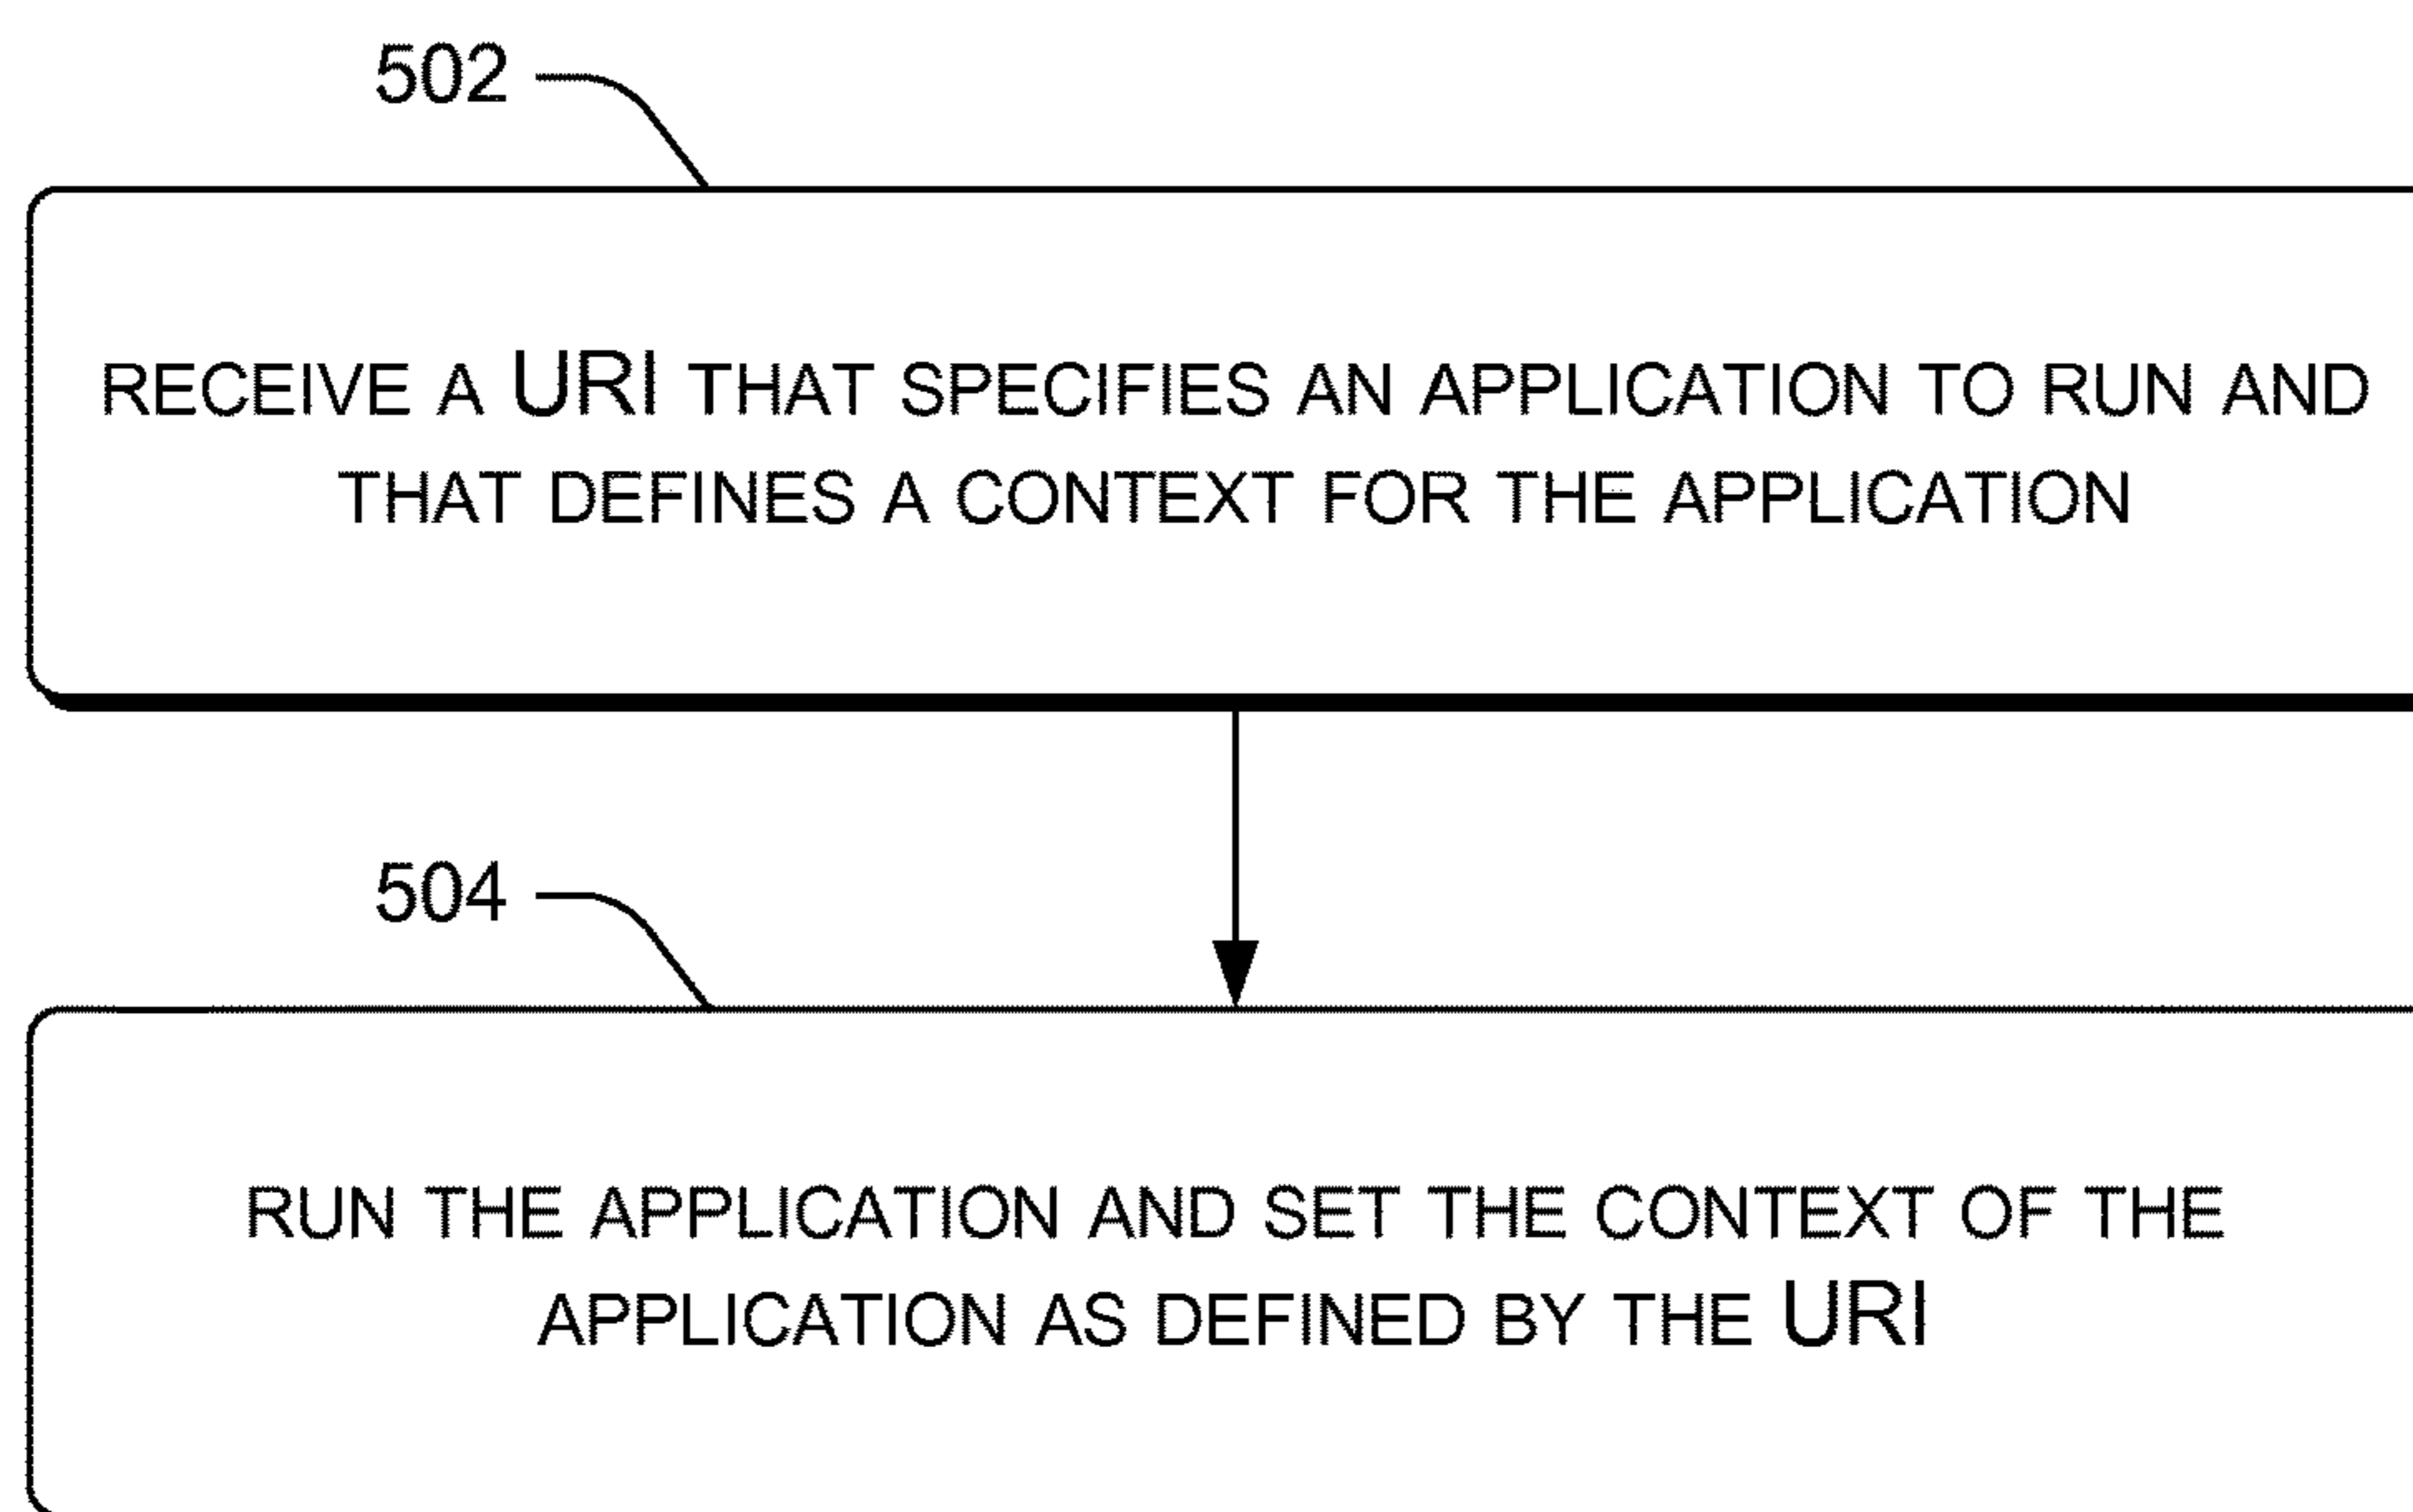 502
RECEIVE A URI THAT SPECIFIES AN APPLICATION TO RUN AND
THAT DEFINES A CONTEXT FOR THE APPLICATION
504
RUN THE APPLICATION AND SET THE CONTEXT OF THE
APPLICATION AS DEFINED BY THE URI